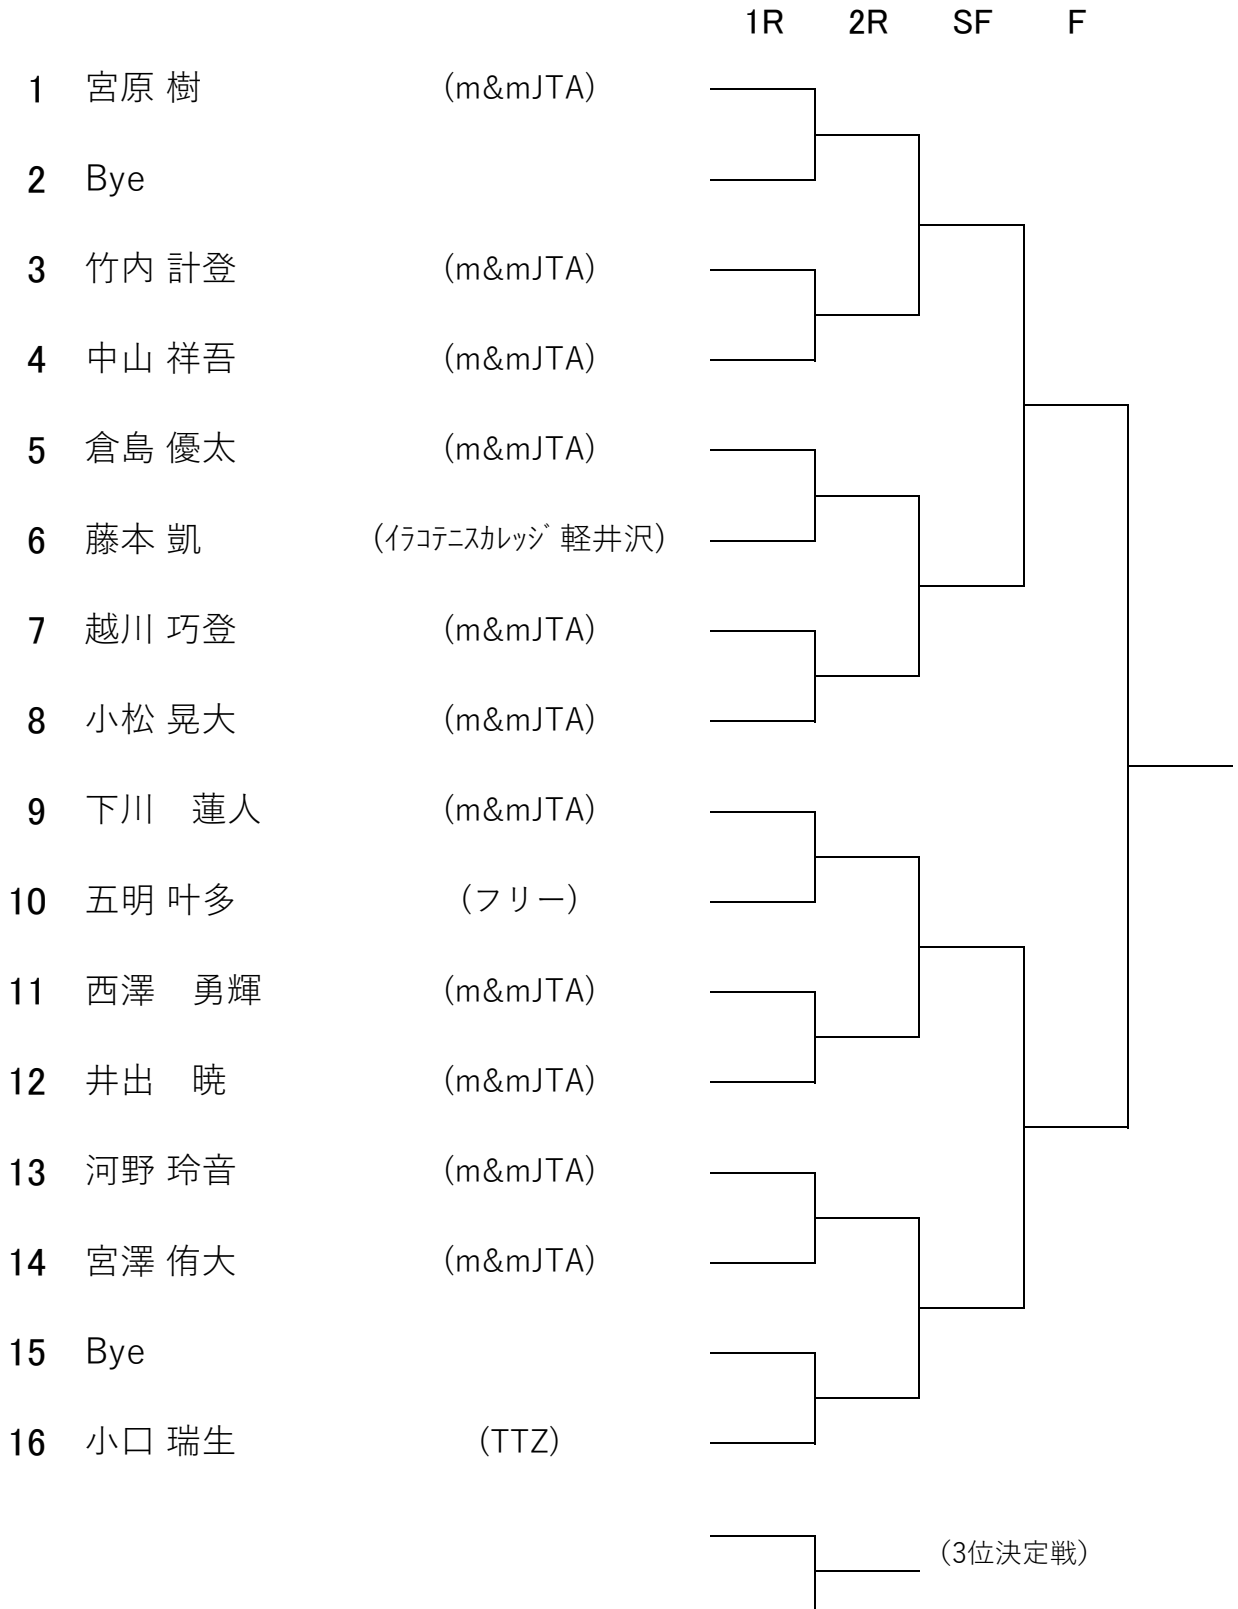 1R 2R SF F
1 宮原 樹 (m&mJTA)
2 Bye
3 竹内 計登 (m&mJTA)
4 中山 祥吾 (m&mJTA)
5 倉島 優太 (m&mJTA)
6 藤本 凱 (ｲﾗｺﾃﾆｽｶﾚｯｼﾞ 軽井沢)
7 越川 巧登 (m&mJTA)
8 小松 晃大 (m&mJTA)
9 下川　蓮人 (m&mJTA)
10 五明 叶多 (フリー)
11 西澤　勇輝 (m&mJTA)
12 井出　暁 (m&mJTA)
13 河野 玲音 (m&mJTA)
14 宮澤 侑大 (m&mJTA)
15 Bye
16 小口 瑞生 (TTZ)
(3位決定戦)